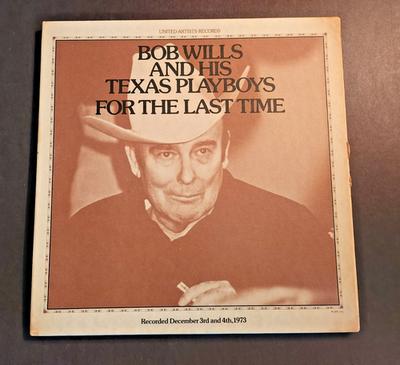 UNITED ARTISTS RECORDS
BOB WILLS
AND HIS
TEXAS PLAYBOYS
FOR THE LAST TIME
Recorded December 3rd and 4th, 1973